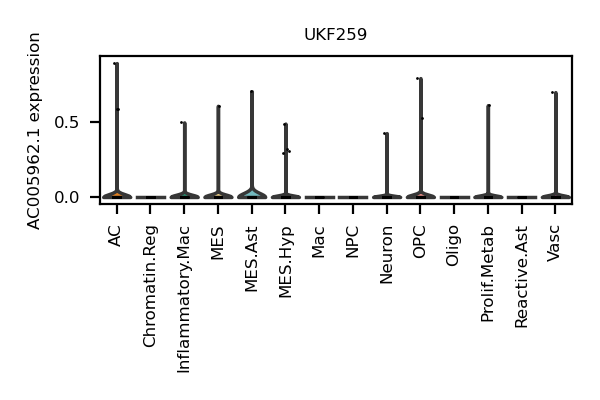 UKF259
AC005962.1 expression
0.5
0.0
AC
Chromatin.Reg
Inflammatory.Mac
MES
MES.Ast
MES.Hyp
Mac
NPC
Neuron
OPC
Oligo
Prolif.Metab
Reactive.Ast
Vasc